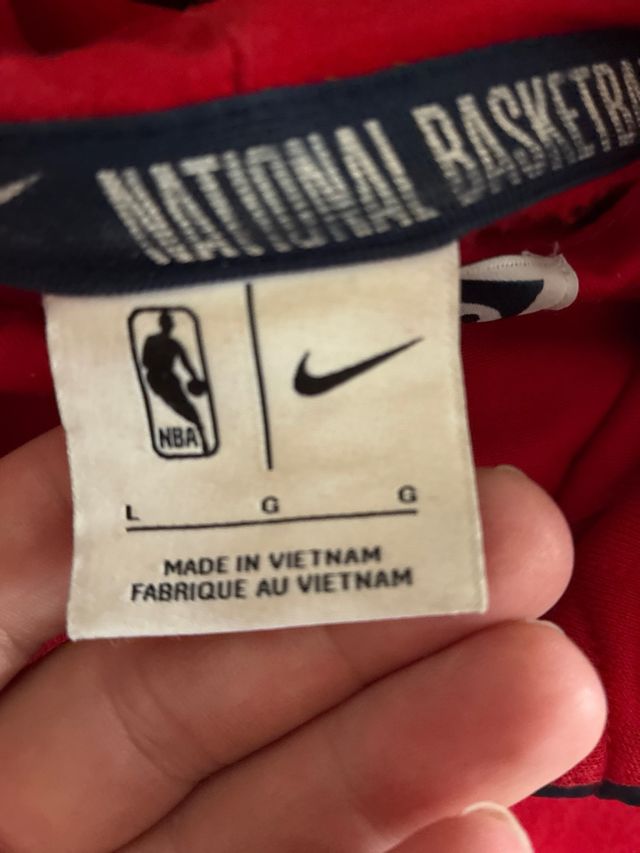 NATIONAL BASKETBA
NBA
L G G
MADE IN VIETNAM
FABRIQUE AU VIETNAM